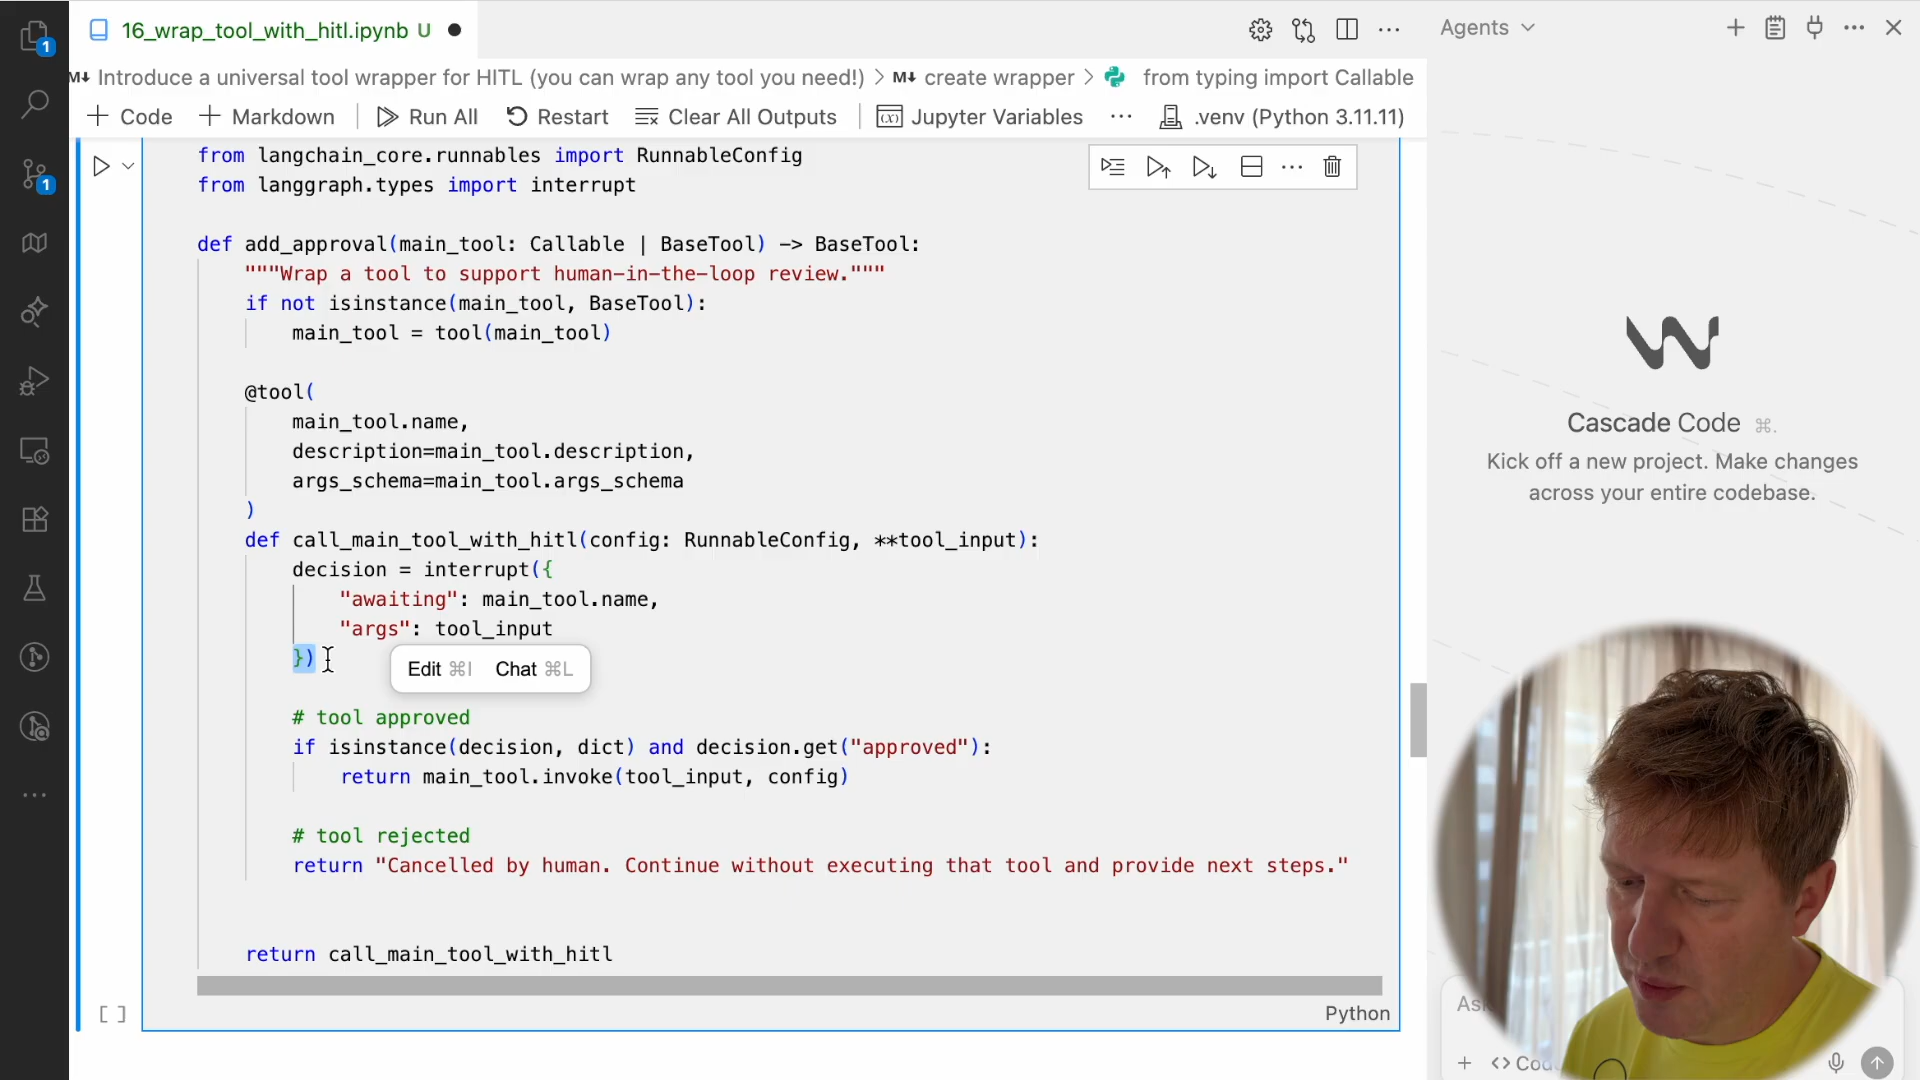 16_wrap_tool_with_hitl.ipynb U
Agents
M↓ Introduce a universal tool wrapper for HITL (you can wrap any tool you need!) > M↓ create wrapper > from typing import Callable
Code
Markdown
Run All
Restart
Clear All Outputs
Jupyter Variables
.venv (Python 3.11.11)
from langchain_core.runnables import RunnableConfig
from langgraph.types import interrupt
def add_approval(main_tool: Callable | BaseTool) -> BaseTool:
"""Wrap a tool to support human-in-the-loop review."""
if not isinstance(main_tool, BaseTool):
main_tool = tool(main_tool)
@tool(
main_tool.name,
description=main_tool.description,
args_schema=main_tool.args_schema
)
def call_main_tool_with_hitl(config: RunnableConfig, **tool_input):
decision = interrupt({
"awaiting": main_tool.name,
"args": tool_input
})
Edit ⌘I Chat ⌘L
# tool approved
if isinstance(decision, dict) and decision.get("approved"):
return main_tool.invoke(tool_input, config)
# tool rejected
return "Cancelled by human. Continue without executing that tool and provide next steps."
return call_main_tool_with_hitl
[ ]
Python
1
1
Cascade Code ⌘.
Kick off a new project. Make changes
across your entire codebase.